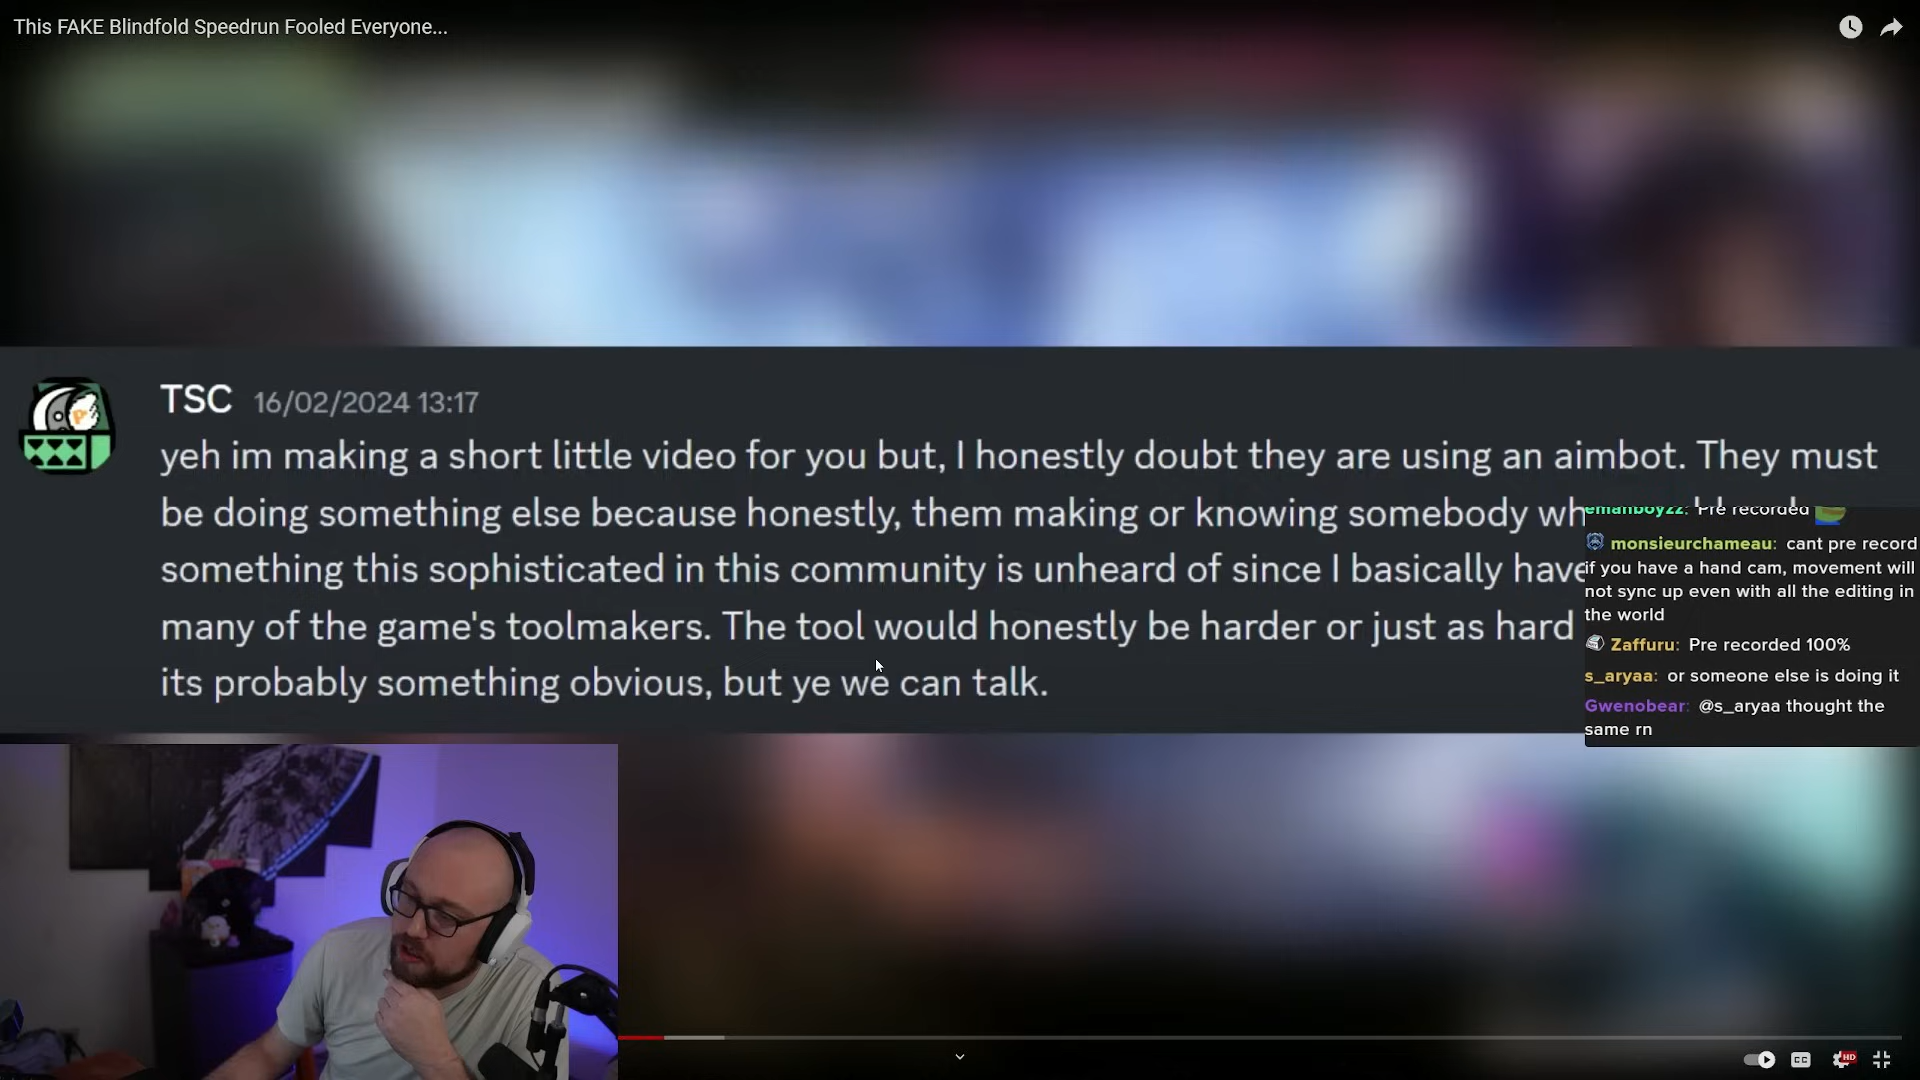 This FAKE Blindfold Speedrun Fooled Everyone...
TSC 16/02/2024 13:17
yeh im making a short little video for you but, I honestly doubt they are using an aimbot. They must
be doing something else because honestly, them making or knowing somebody wh
something this sophisticated in this community is unheard of since I basically have
many of the game's toolmakers. The tool would honestly be harder or just as hard
its probably something obvious, but ye we can talk.
emanboyzz: Pre recorded
monsieurchameau: cant pre record
if you have a hand cam, movement will
not sync up even with all the editing in
the world
Zaffuru: Pre recorded 100%
s_aryaa: or someone else is doing it
Gwenobear: @s_aryaa thought the
same rn
CC
HD